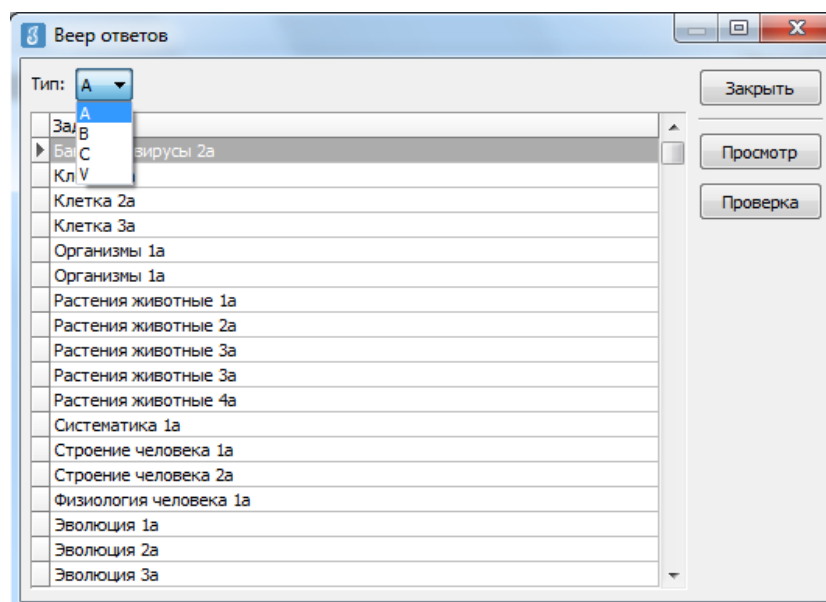 Веер ответов
Тип: A
Закрыть
A
B
C
V
вирусы 2а
Просмотр
Клетка 2а
Проверка
Клетка 3а
Организмы 1а
Организмы 1а
Растения животные 1а
Растения животные 2а
Растения животные 3а
Растения животные 3а
Растения животные 4а
Систематика 1а
Строение человека 1а
Строение человека 2а
Физиология человека 1а
Эволюция 1а
Эволюция 2а
Эволюция 3а